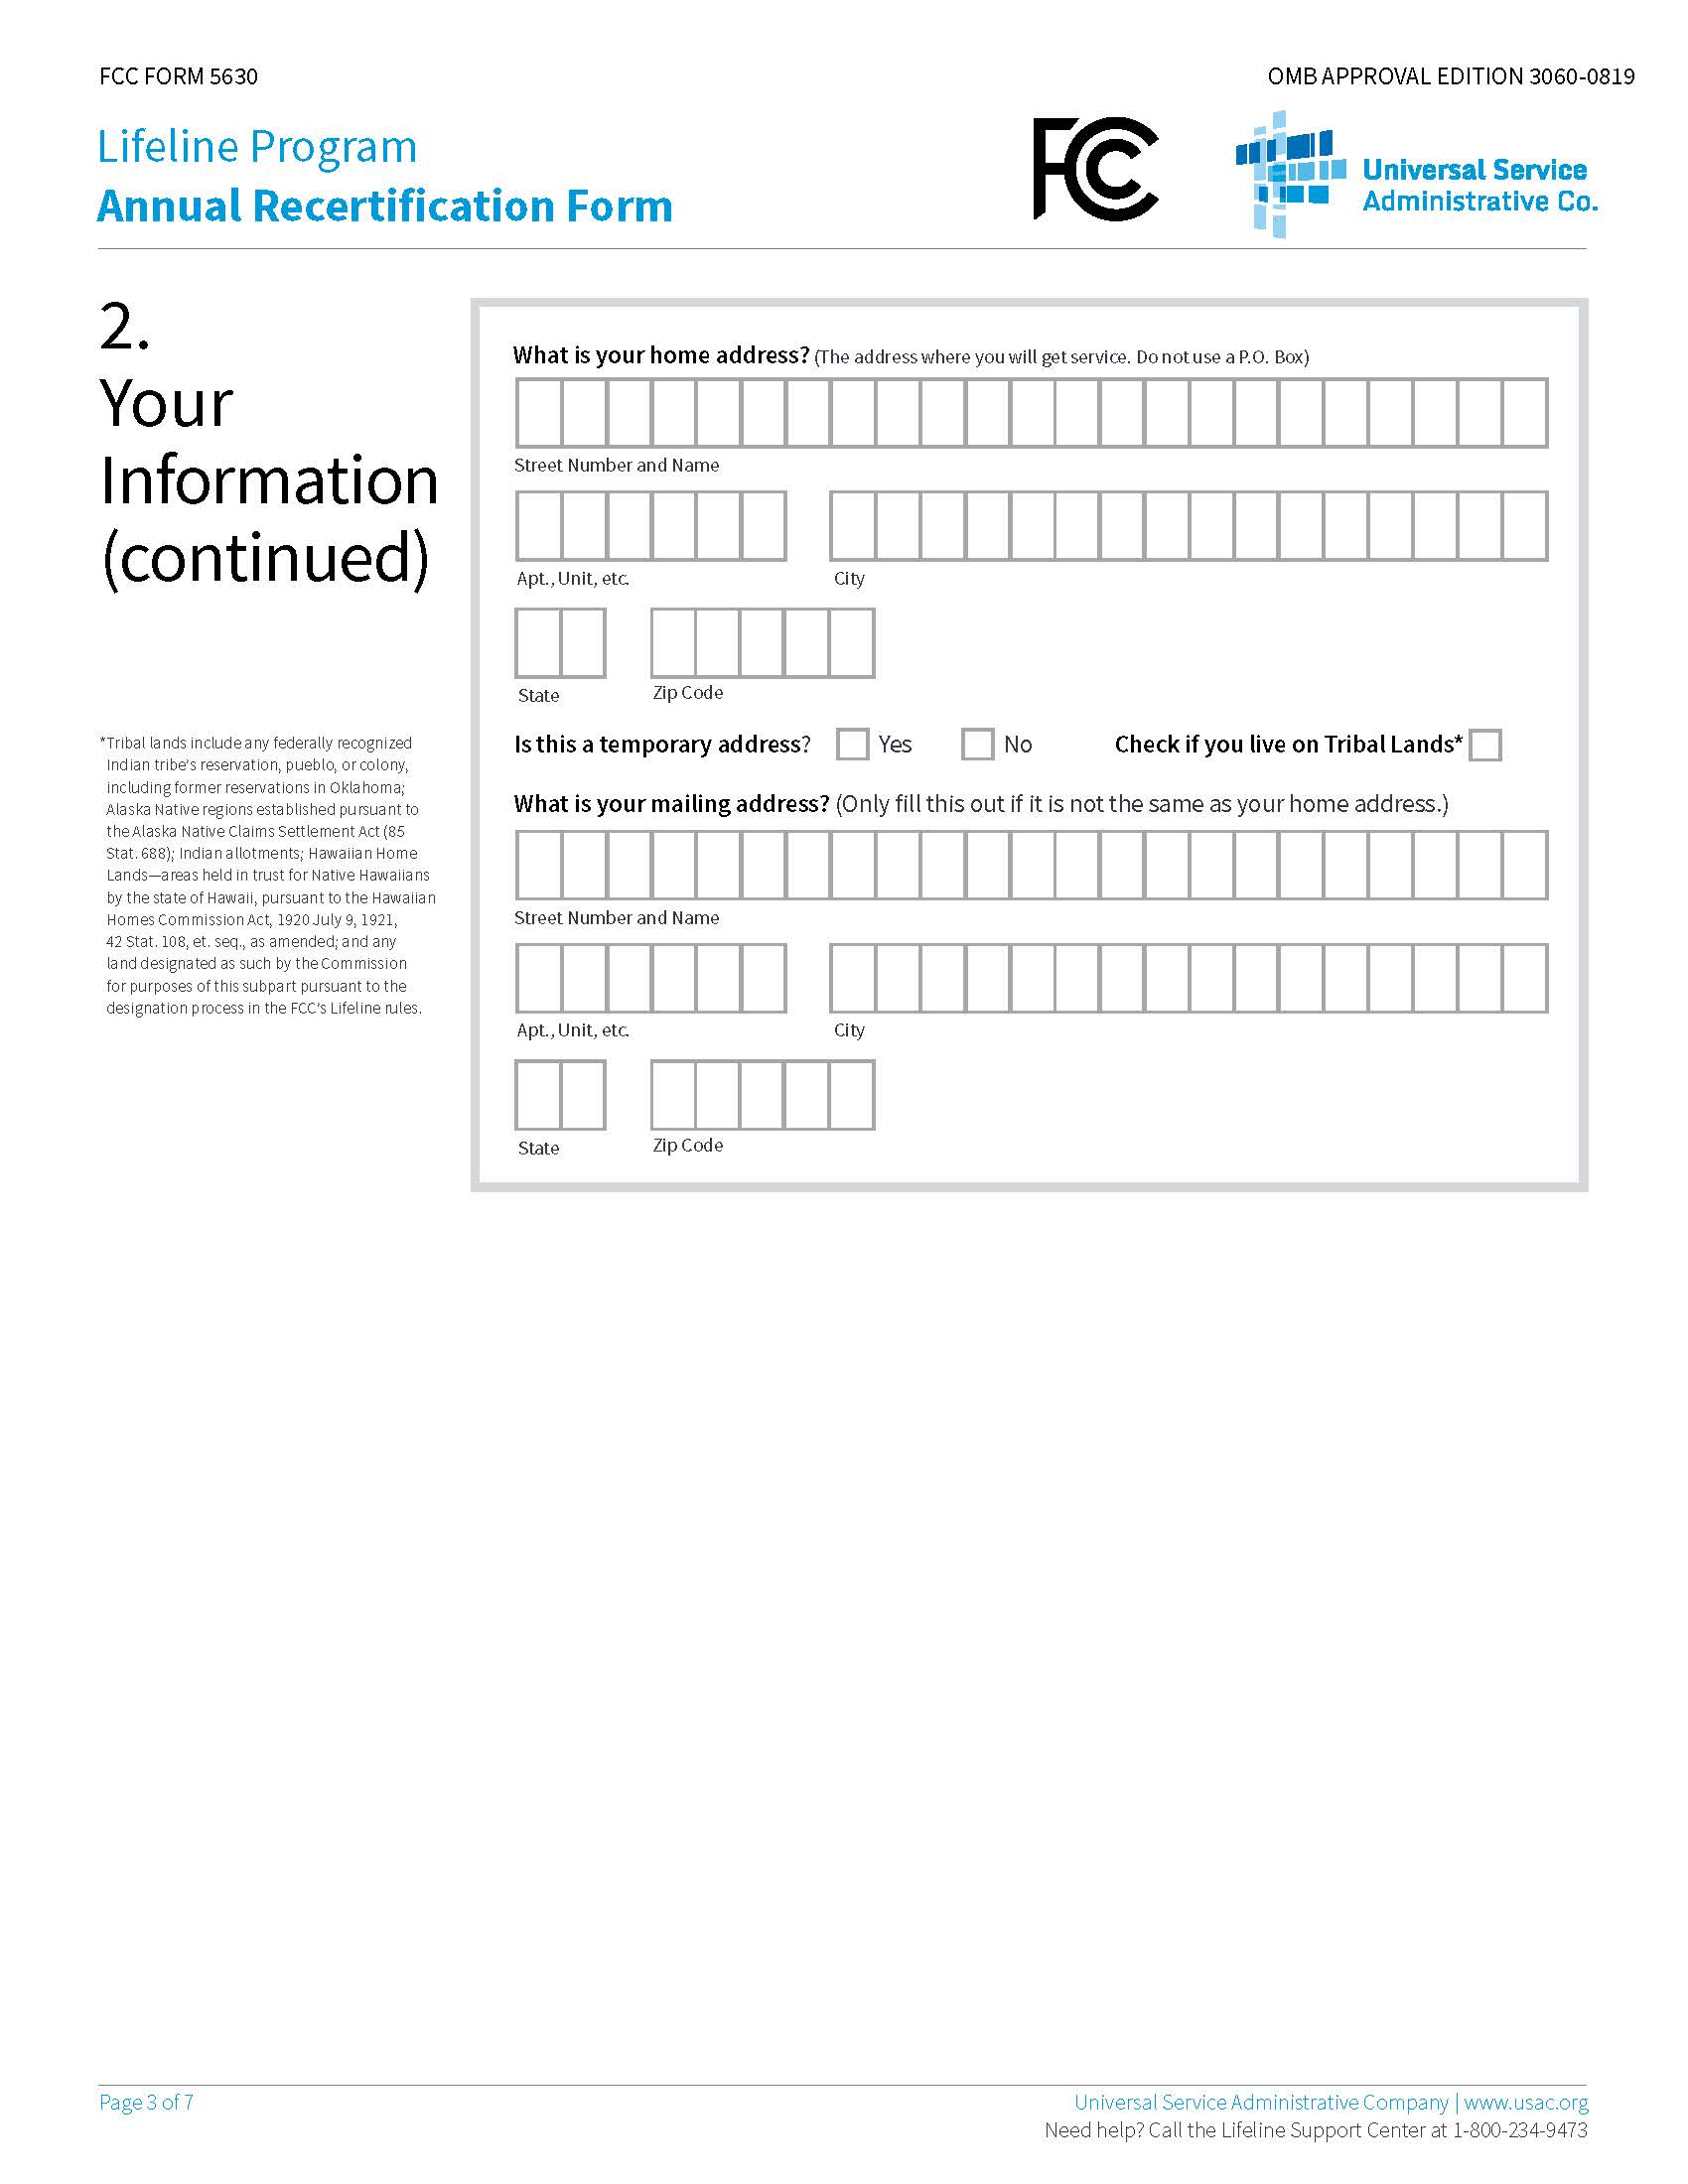 FCC FORM 5630
OMB APPROVAL EDITION 3060-0819
Lifeline Program
Annual Recertification Form
FCC
Universal Service
Administrative Co.
2.
Your
Information
(continued)
*Tribal lands include any federally recognized
Indian tribe's reservation, pueblo, or colony,
including former reservations in Oklahoma;
Alaska Native regions established pursuant to
the Alaska Native Claims Settlement Act (85
Stat. 688); Indian allotments; Hawaiian Home
Lands—areas held in trust for Native Hawaiians
by the state of Hawaii, pursuant to the Hawaiian
Homes Commission Act, 1920 July 9, 1921,
42 Stat. 108, et. seq., as amended; and any
land designated as such by the Commission
for purposes of this subpart pursuant to the
designation process in the FCC's Lifeline rules.
What is your home address? (The address where you will get service. Do not use a P.O. Box)
Street Number and Name
Apt., Unit, etc.
City
State
Zip Code
Is this a temporary address? Yes No Check if you live on Tribal Lands*
What is your mailing address? (Only fill this out if it is not the same as your home address.)
Street Number and Name
Apt., Unit, etc.
City
State
Zip Code
Page 3 of 7
Universal Service Administrative Company | www.usac.org
Need help? Call the Lifeline Support Center at 1-800-234-9473